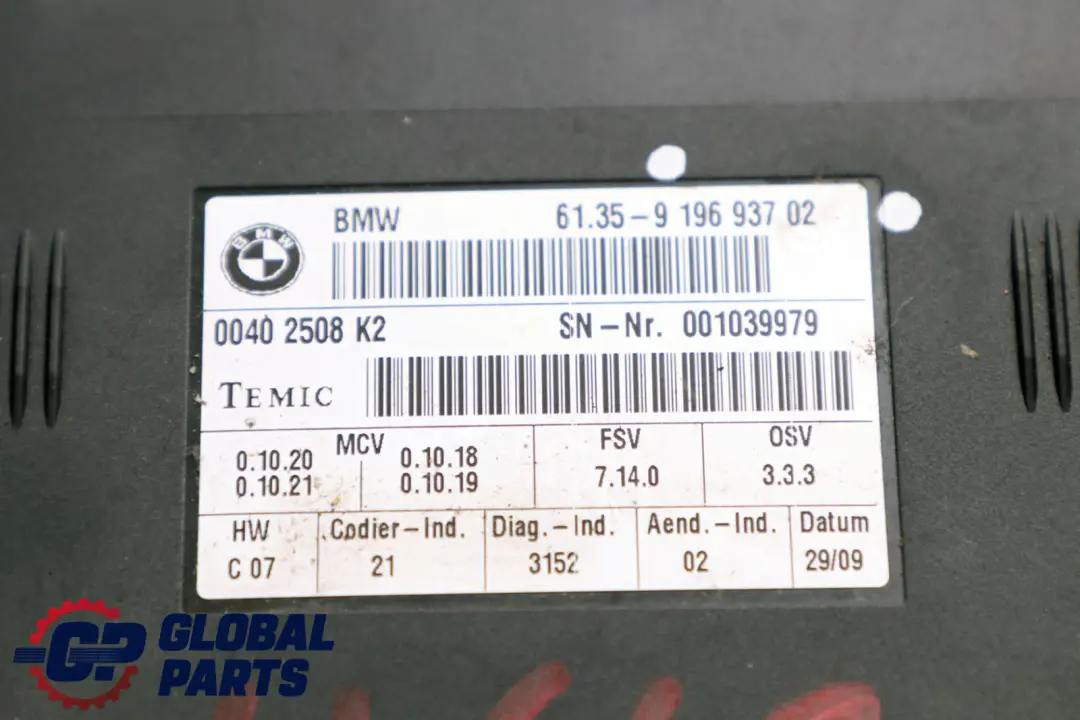 BMW 61.35-9 196 937 02
BMW
0040 2508 K2 SN-Nr. 001039979
TEMIC
MCV FSV OSV
0.10.20 0.10.18
0.10.21 0.10.19 7.14.0 3.3.3
HW Codier-Ind. Diag.-Ind. Aend.-Ind. Datum
C 07 21 3152 02 29/09
GP GLOBAL
PARTS